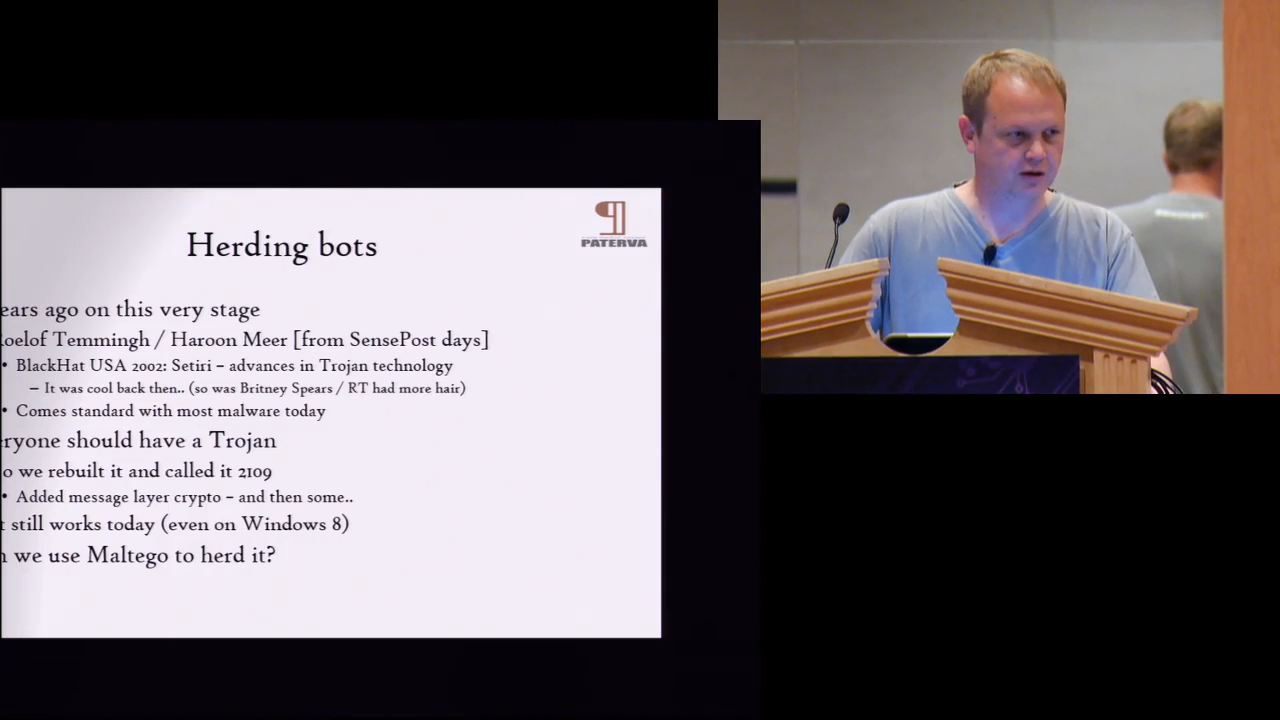 PATERVA
Herding bots
ears ago on this very stage
oelof Temmingh / Haroon Meer [from SensePost days]
• BlackHat USA 2002: Setiri – advances in Trojan technology
– It was cool back then.. (so was Britney Spears / RT had more hair)
• Comes standard with most malware today
eryone should have a Trojan
o we rebuilt it and called it 2109
• Added message layer crypto – and then some..
t still works today (even on Windows 8)
n we use Maltego to herd it?